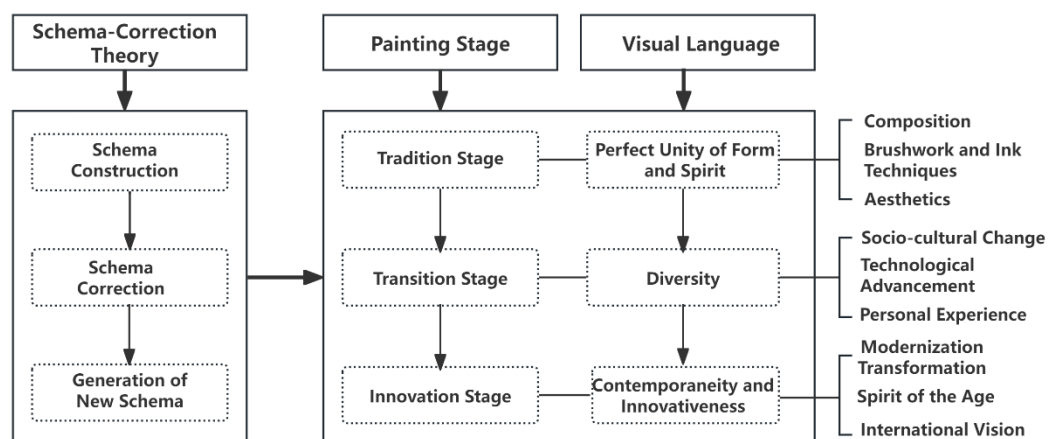 Schema-Correction
Theory
Painting Stage
Visual Language
Schema
Construction
Tradition Stage
Perfect Unity of Form
and Spirit
Composition
Brushwork and Ink
Techniques
Aesthetics
Schema
Correction
Transition Stage
Diversity
Socio-cultural Change
Technological
Advancement
Personal Experience
Generation of
New Schema
Innovation Stage
Contemporaneity and
Innovativeness
Modernization
Transformation
Spirit of the Age
International Vision